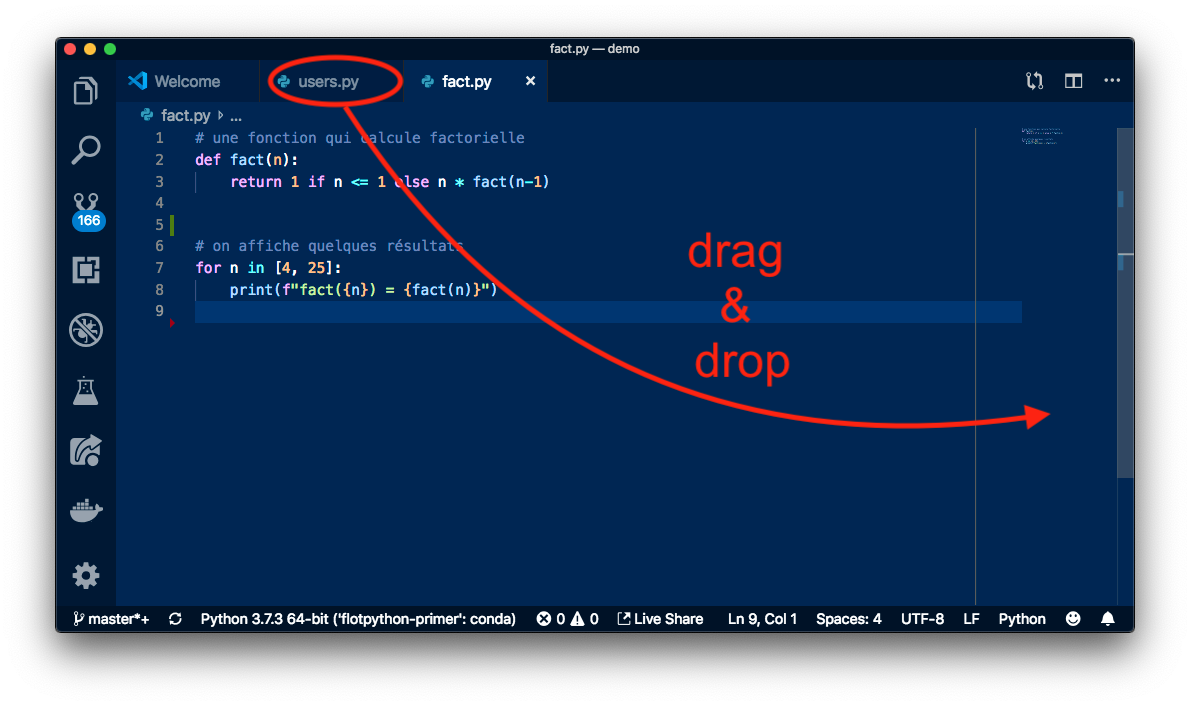 fact.py — demo
Welcome
users.py
fact.py
fact.py ...
1 # une fonction qui calcule factorielle
2 def fact(n):
3 return 1 if n <= 1 else n * fact(n-1)
4
5
6 # on affiche quelques résultats
7 for n in [4, 25]:
8 print(f"fact({n}) = {fact(n)}")
9
166
drag
&
drop
master*+ Python 3.7.3 64-bit ('flotpython-primer': conda) 0 0 Live Share Ln 9, Col 1 Spaces: 4 UTF-8 LF Python